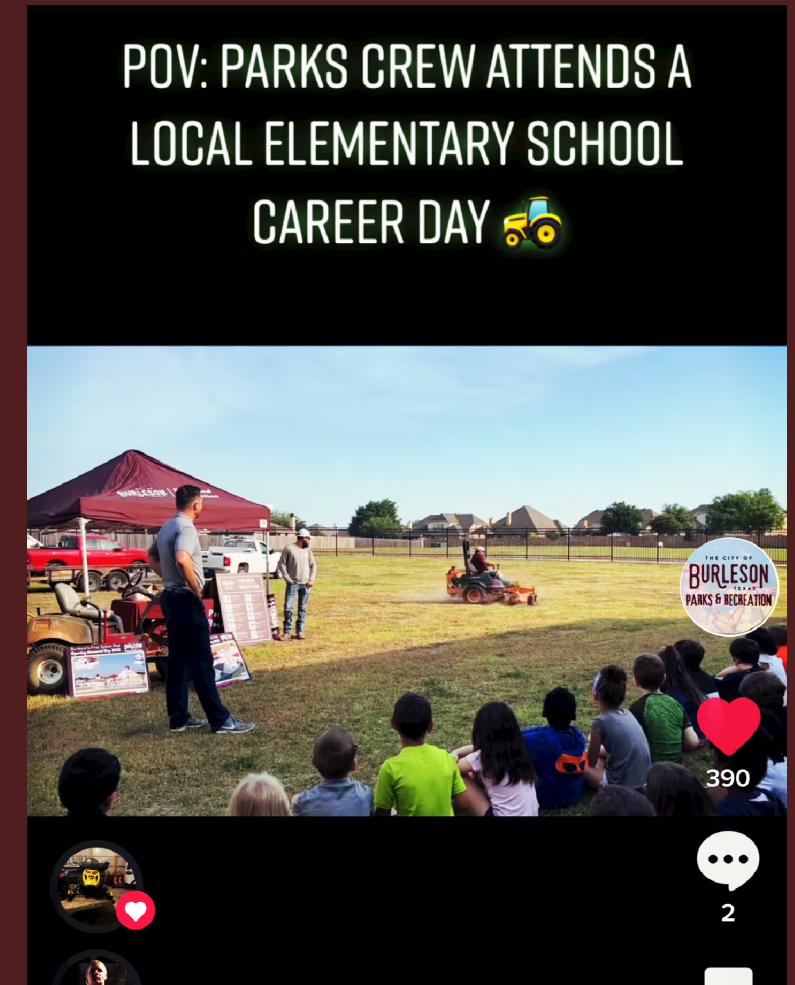 POV: PARKS CREW ATTENDS A
LOCAL ELEMENTARY SCHOOL
CAREER DAY 🚜
BURLESON
THE CITY OF
BURLESON
TEXAS
PARKS & RECREATION
390
2